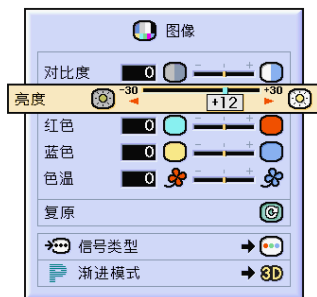 图像
对比度 0 - +
亮度 -30 +12 +30
红色 0 - +
蓝色 0 - +
色温 0 - +
复原
信号类型
渐进模式 3D